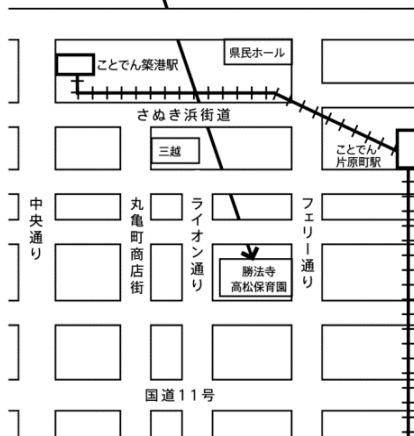 県民ホール
ことでん築港駅
さぬき浜街道
三越
ことでん
片原町駅
中央通り
丸亀町商店街
ライオン通り
フェリー通り
勝法寺
高松保育園
国道11号